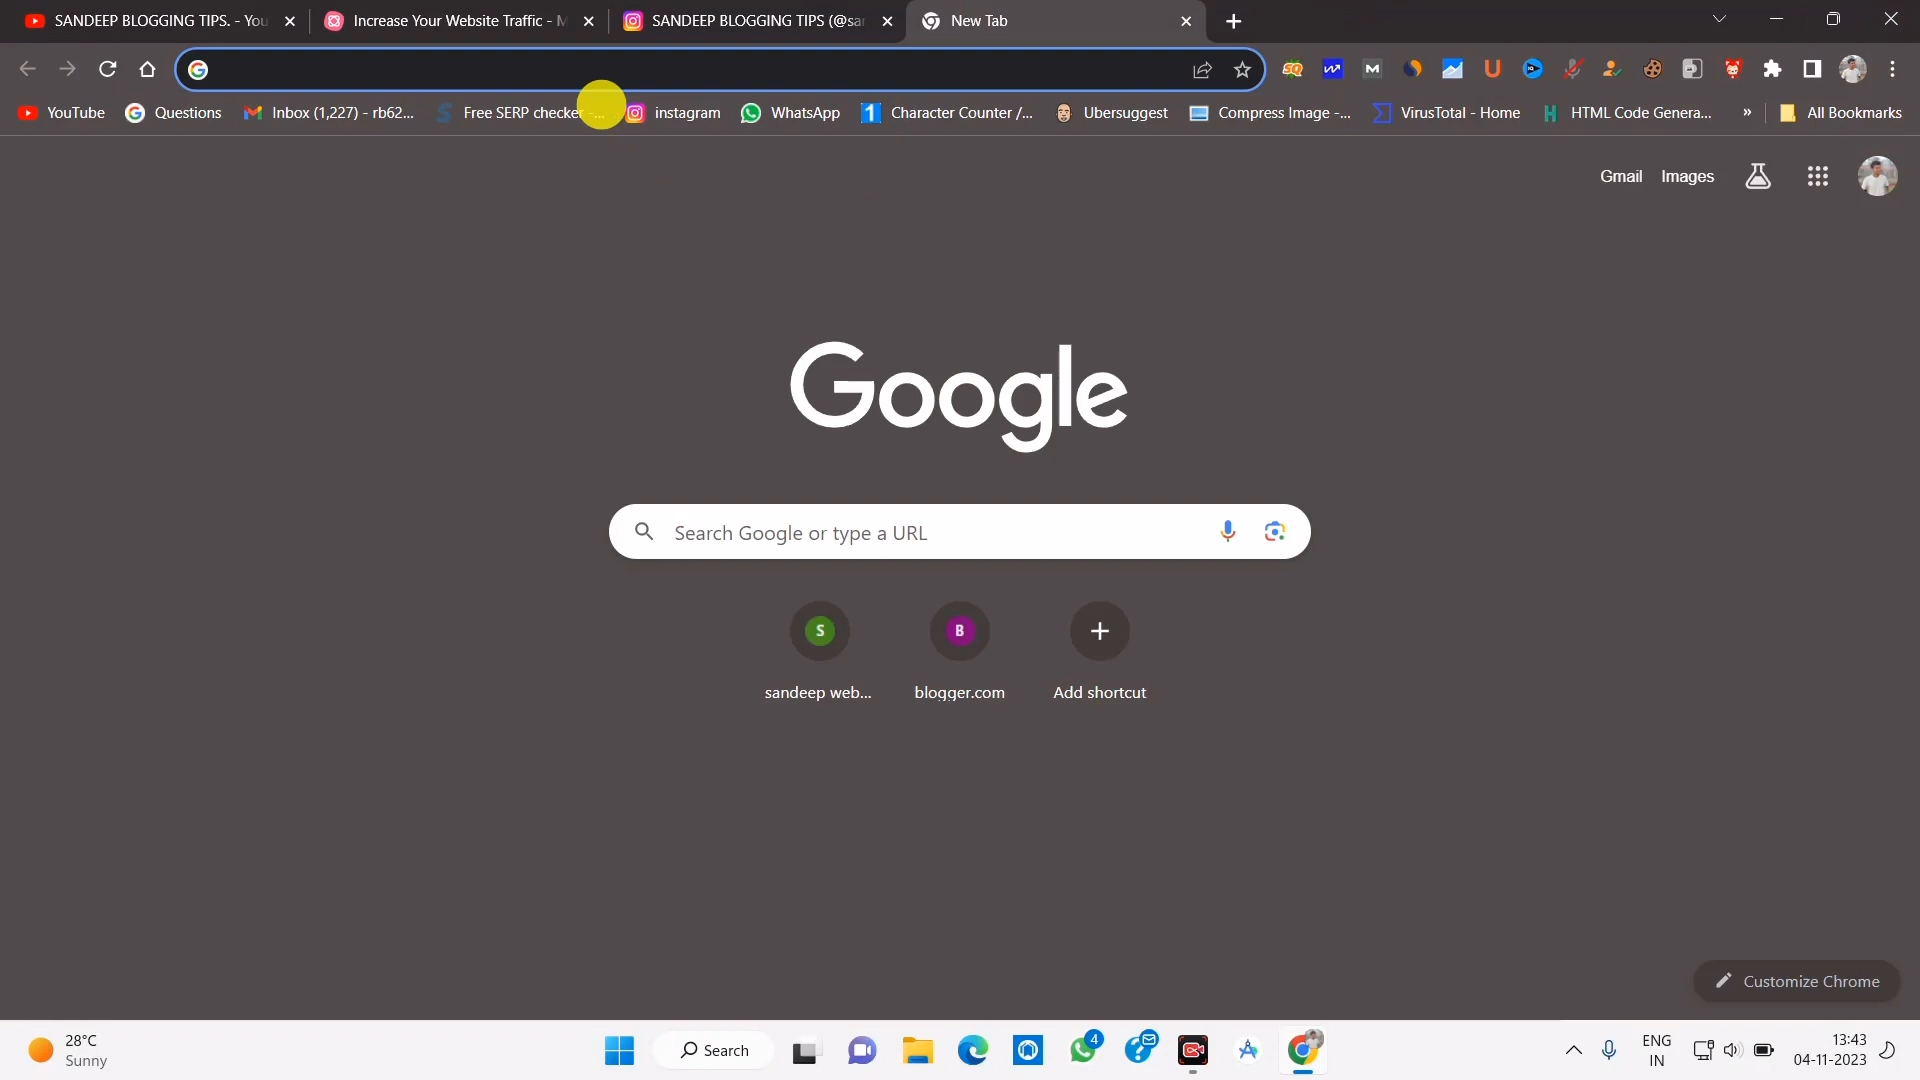 SANDEEP BLOGGING TIPS. - You
Increase Your Website Traffic - M
SANDEEP BLOGGING TIPS (@sa
New Tab
YouTube
Questions
Inbox (1,227) - rb62...
Free SERP checker -...
instagram
WhatsApp
Character Counter /...
Ubersuggest
Compress Image -...
VirusTotal - Home
HTML Code Genera...
»
All Bookmarks
Gmail
Images
Google
Search Google or type a URL
S
B
sandeep web...
blogger.com
Add shortcut
Customize Chrome
28°C
Sunny
Search
4
ENG
IN
13:43
04-11-2023